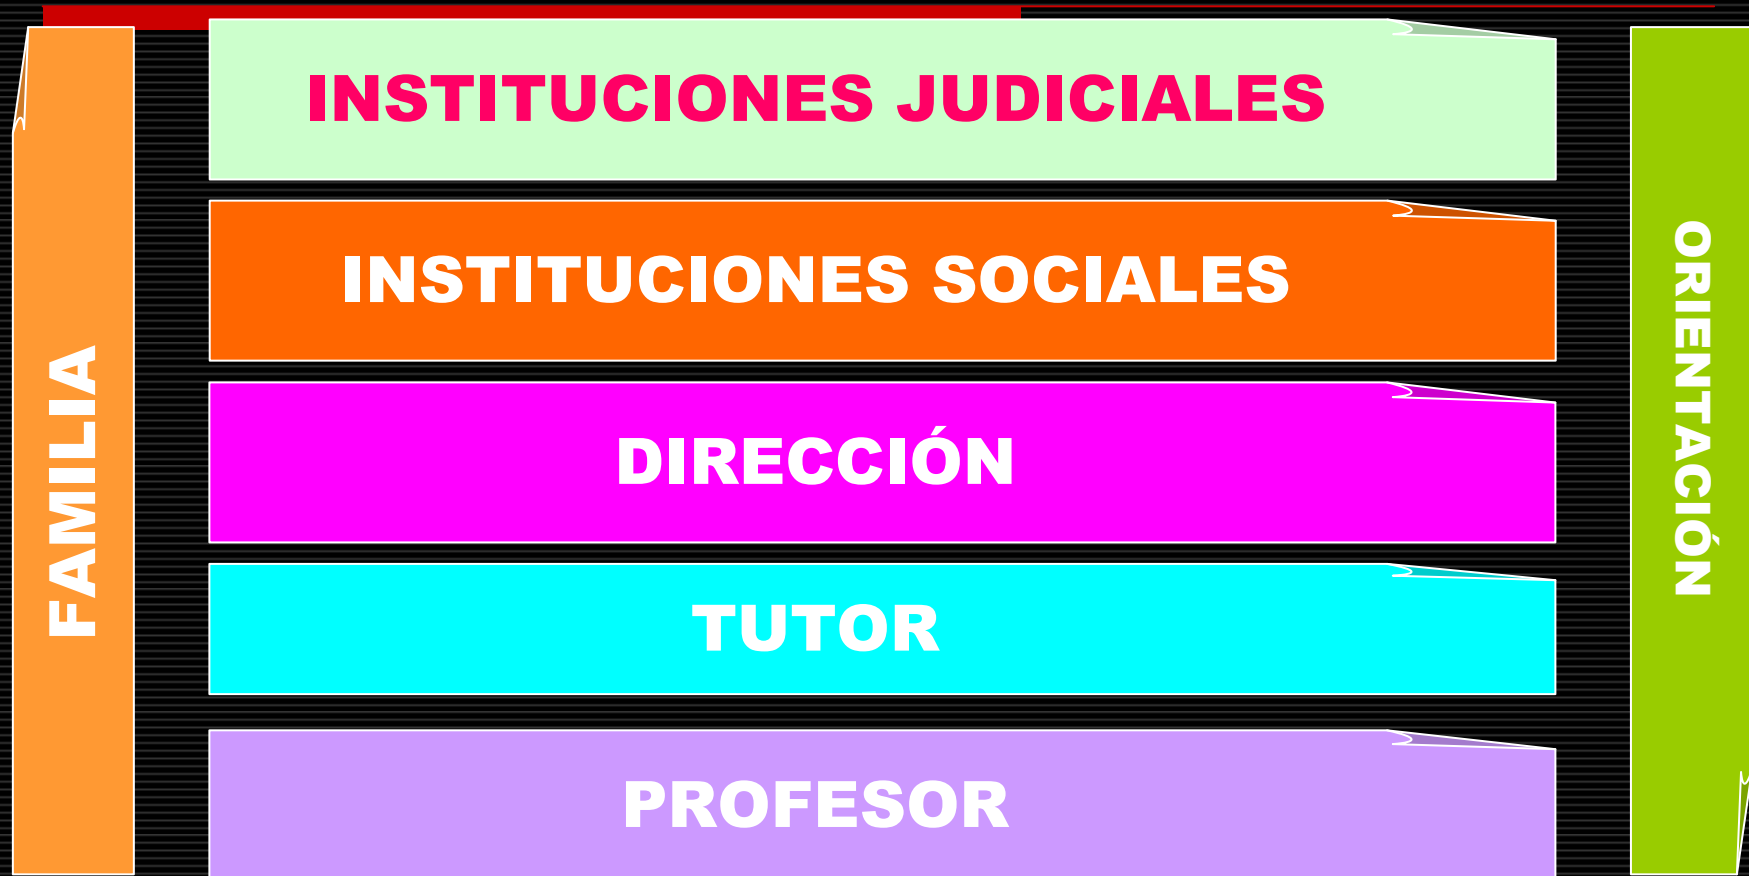 INSTITUCIONES JUDICIALES
INSTITUCIONES SOCIALES
DIRECCIÓN
TUTOR
PROFESOR
FAMILIA
ORIENTACIÓN